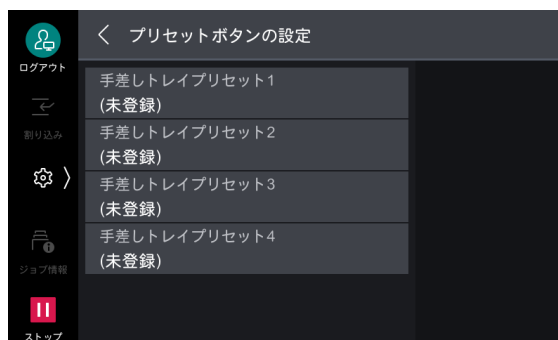 ログアウト
プリセットボタンの設定
手差しトレイプリセット1
(未登録)
手差しトレイプリセット2
(未登録)
手差しトレイプリセット3
(未登録)
手差しトレイプリセット4
(未登録)
割り込み
ジョブ情報
ストップ